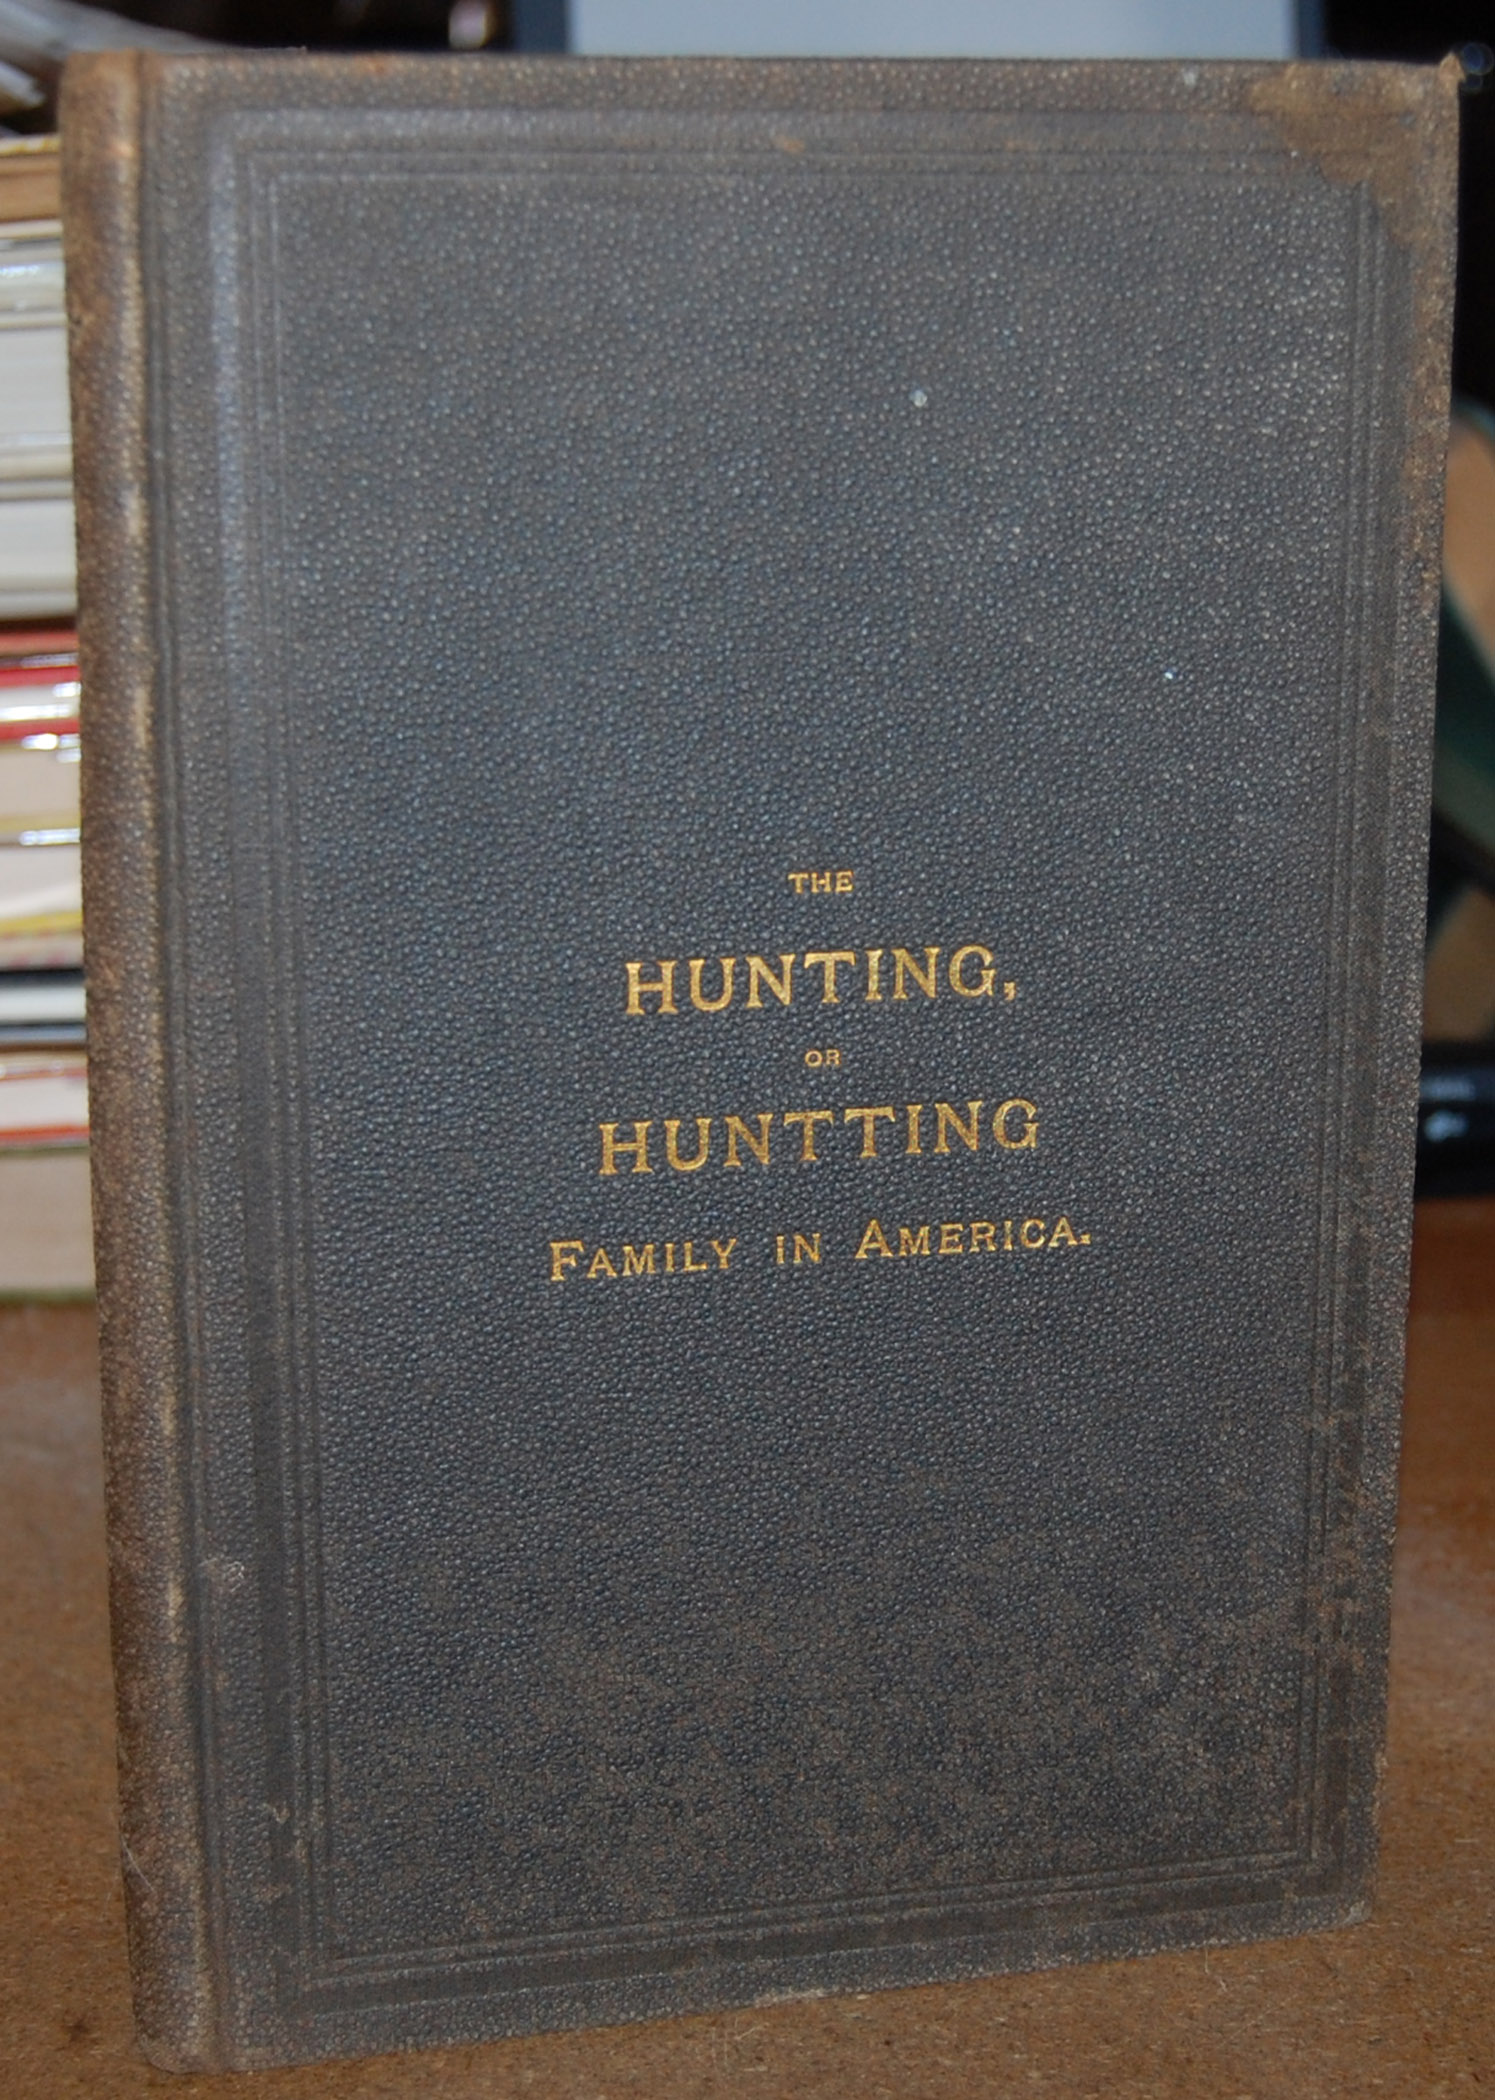 THE
HUNTING,
OR
HUNTTING
FAMILY IN AMERICA.